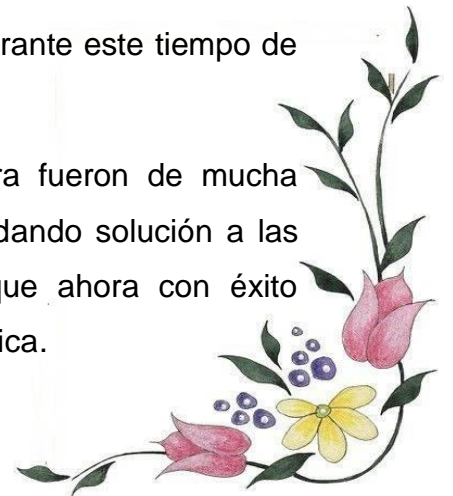 rante este tiempo de
ra fueron de mucha
dando solución a las
que ahora con éxito
ica.